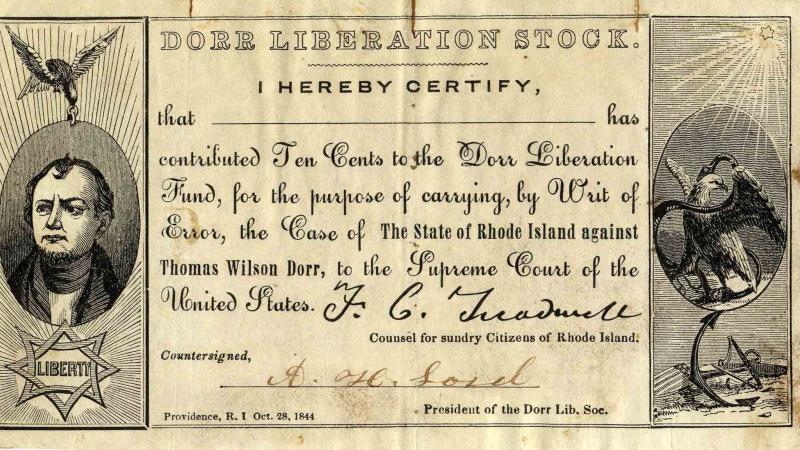 DORR LIBERATION STOCK.
I HEREBY CERTIFY,
that has
contributed Ten Cents to the Dorr Liberation
Fund, for the purpose of carrying, by Writ of
Error, the Case of The State of Rhode Island against
Thomas Wilson Dorr, to the Supreme Court of the
United States. F. C. Treadwell
Counsel for sundry Citizens of Rhode Island.
Countersigned,
A. H. Lord
President of the Dorr Lib. Soc.
Providence, R. I Oct. 28, 1844
LIBERTY